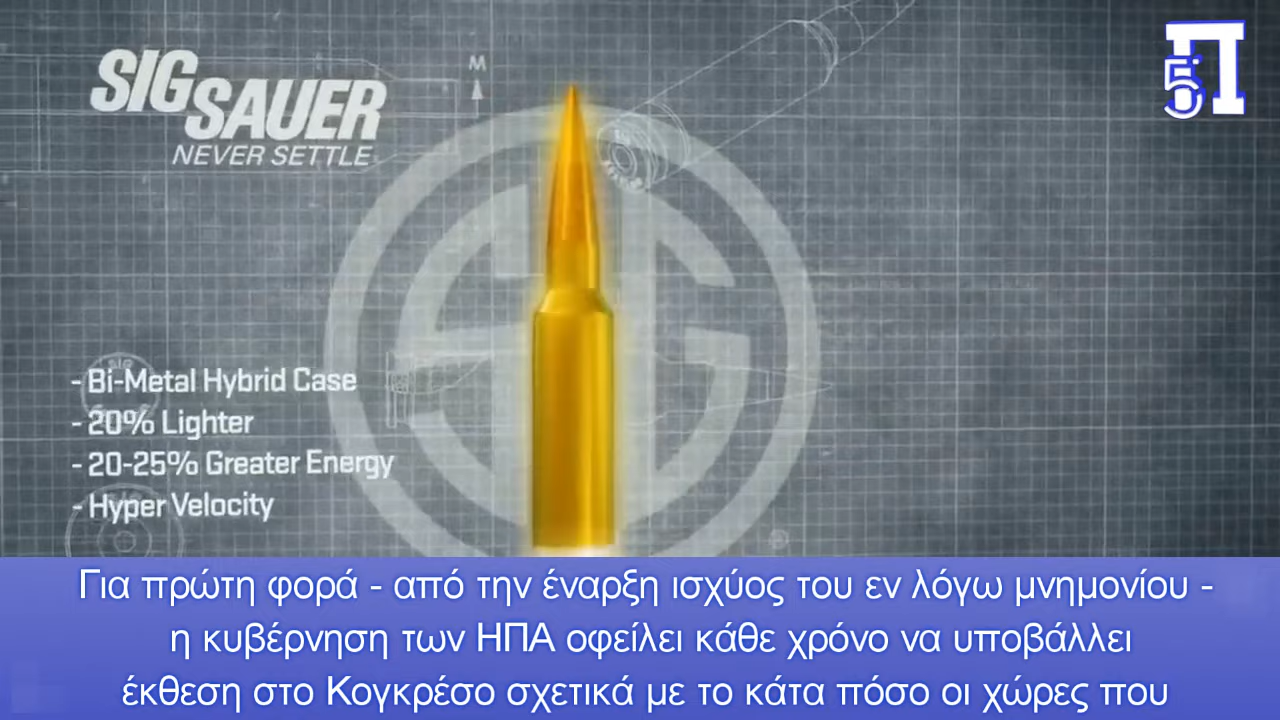 SIG SAUER
NEVER SETTLE
M
5Π
- Bi-Metal Hybrid Case
- 20% Lighter
- 20-25% Greater Energy
- Hyper Velocity
Για πρώτη φορά - από την έναρξη ισχύος του εν λόγω μνημονίου -
η κυβέρνηση των ΗΠΑ οφείλει κάθε χρόνο να υποβάλλει
έκθεση στο Κογκρέσο σχετικά με το κάτα πόσο οι χώρες που